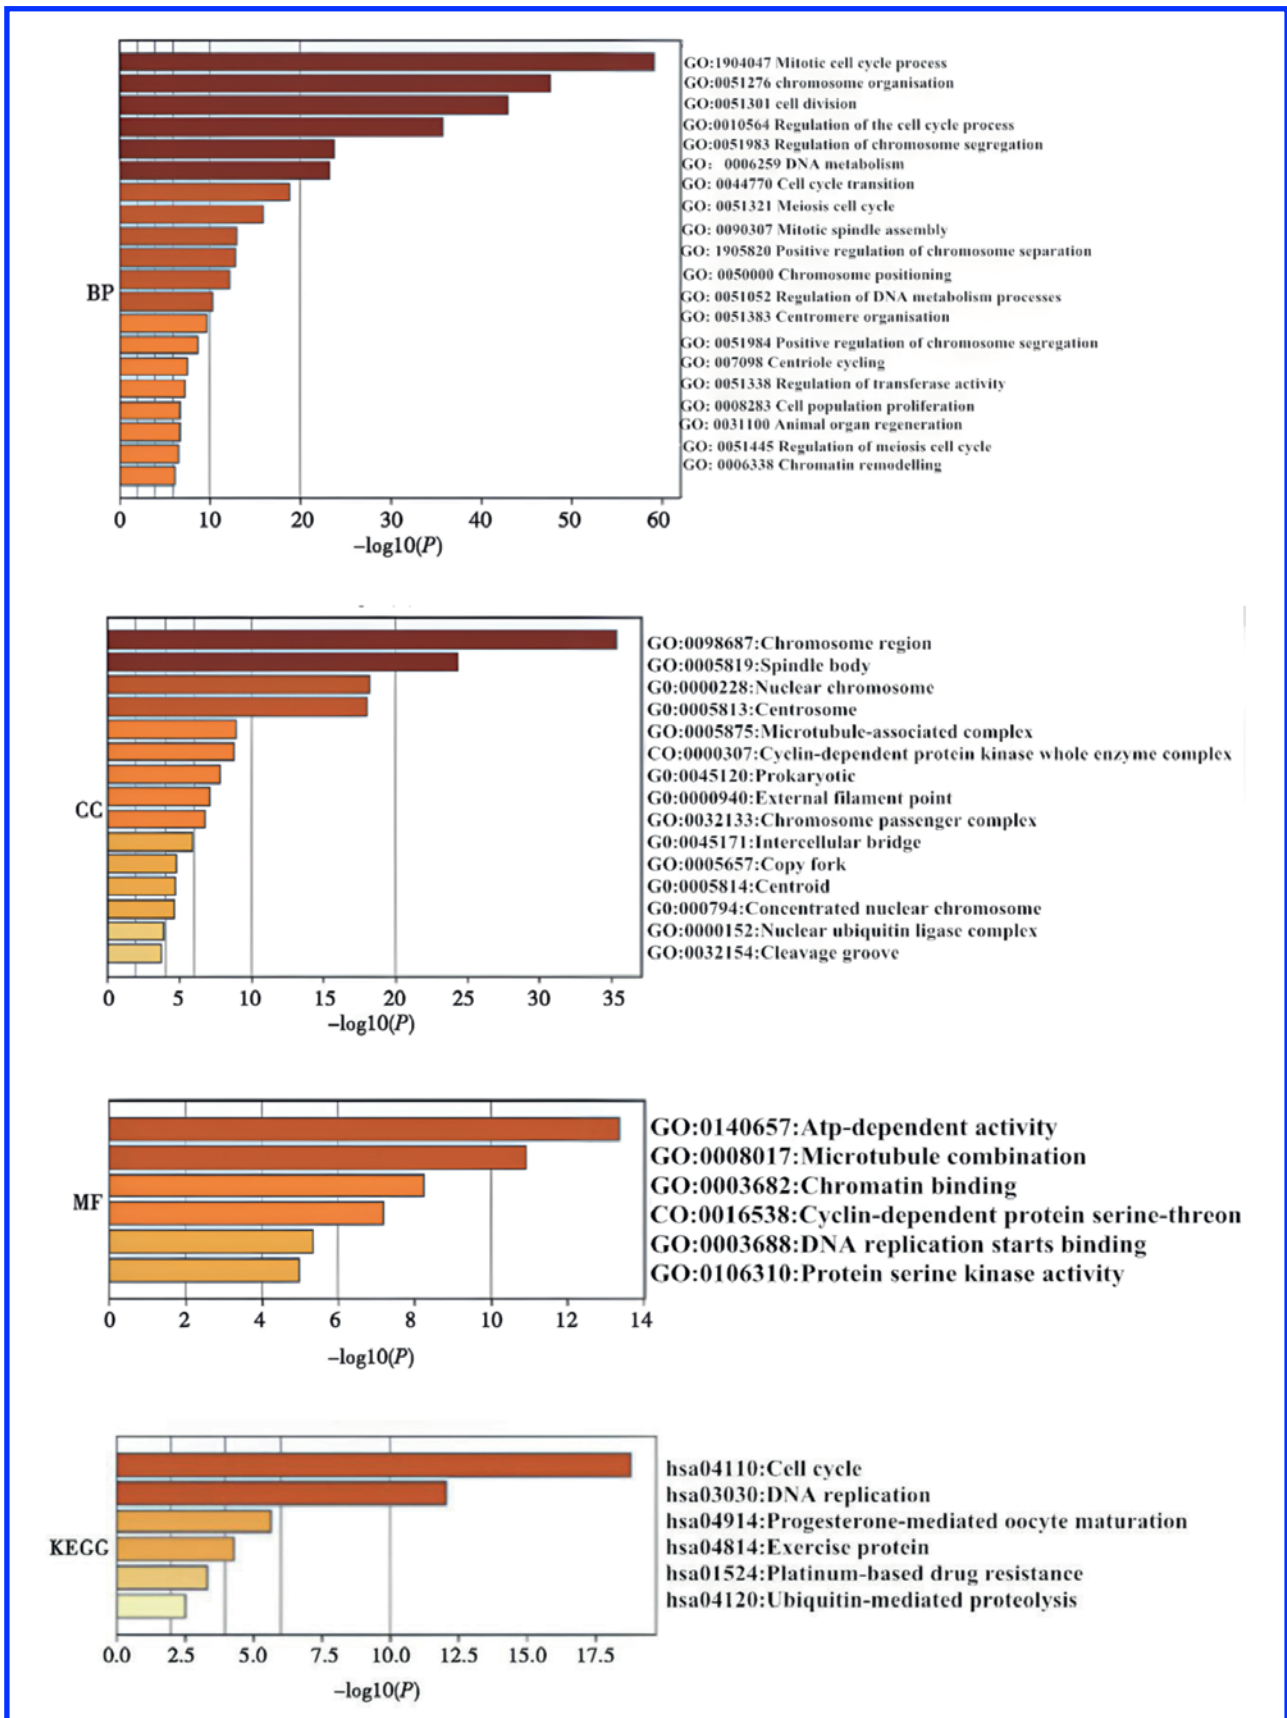 GO:1904047 Mitotic cell cycle process
GO:0051276 chromosome organisation
GO:0051301 cell division
GO:0010564 Regulation of the cell cycle process
GO:0051983 Regulation of chromosome segregation
GO: 0006259 DNA metabolism
GO: 0044770 Cell cycle transition
GO: 0051321 Meiosis cell cycle
GO: 0090307 Mitotic spindle assembly
GO: 1905820 Positive regulation of chromosome separation
GO: 0050000 Chromosome positioning
GO: 0051052 Regulation of DNA metabolism processes
GO: 0051383 Centromere organisation
GO: 0051984 Positive regulation of chromosome segregation
GO: 007098 Centriole cycling
GO: 0051338 Regulation of transferase activity
GO: 0008283 Cell population proliferation
GO: 0031100 Animal organ regeneration
GO: 0051445 Regulation of meiosis cell cycle
GO: 0006338 Chromatin remodelling
BP
0 10 20 30 40 50 60
−log10(P)
GO:0098687:Chromosome region
GO:0005819:Spindle body
G0:0000228:Nuclear chromosome
G0:0005813:Centrosome
GO:0005875:Microtubule-associated complex
CO:0000307:Cyclin-dependent protein kinase whole enzyme complex
G0:0045120:Prokaryotic
G0:0000940:External filament point
GO:0032133:Chromosome passenger complex
G0:0045171:Intercellular bridge
GO:0005657:Copy fork
G0:0005814:Centroid
G0:000794:Concentrated nuclear chromosome
GO:0000152:Nuclear ubiquitin ligase complex
GO:0032154:Cleavage groove
CC
0 5 10 15 20 25 30 35
−log10(P)
GO:0140657:Atp-dependent activity
GO:0008017:Microtubule combination
GO:0003682:Chromatin binding
CO:0016538:Cyclin-dependent protein serine-threon
GO:0003688:DNA replication starts binding
GO:0106310:Protein serine kinase activity
MF
0 2 4 6 8 10 12 14
−log10(P)
hsa04110:Cell cycle
hsa03030:DNA replication
hsa04914:Progesterone-mediated oocyte maturation
hsa04814:Exercise protein
hsa01524:Platinum-based drug resistance
hsa04120:Ubiquitin-mediated proteolysis
KEGG
0.0 2.5 5.0 7.5 10.0 12.5 15.0 17.5
−log10(P)